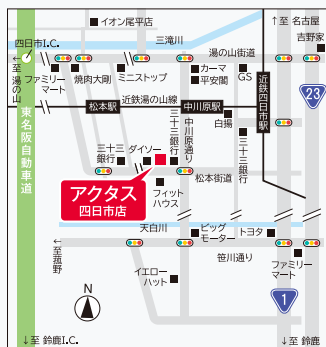 イオン尾平店
↑至 名古屋
吉野家
四日市I.C.
三滝川
湯の山街道
←至 湯の山
ファミリーマート
焼肉大剛
ミニストップ
カーマ
平安閣
GS
近鉄四日市駅
23
松本駅
近鉄湯の山線
中川原駅
白揚
東名阪自動車道
三十三銀行
ダイソー
三十三銀行
中川原通り
三十三銀行
アクタス
四日市店
フィットハウス
松本街道
天白川
ビッグモーター
トヨタ
←至 菰野
笹川通り
ファミリーマート
イエローハット
N
1
↓至 鈴鹿I.C.
↓至 鈴鹿